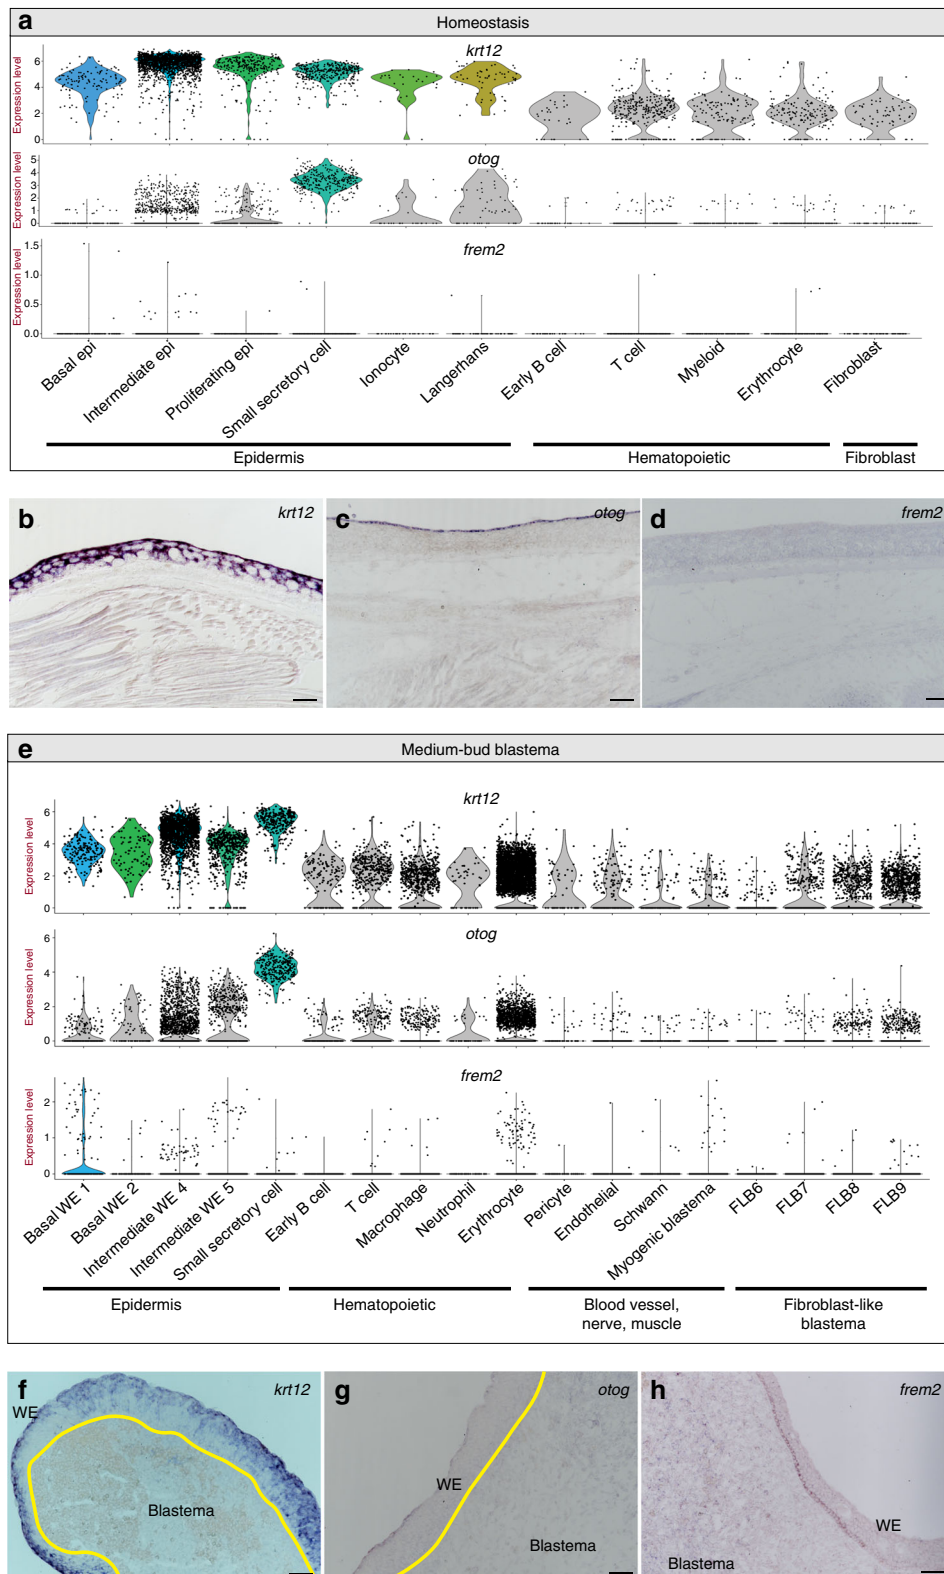 a
Homeostasis
krt12
Expression level
6
4
2
0
otog
Expression level
5
4
3
2
1
0
frem2
Expression level
1.5
1.0
0.5
0.0
Basal epi
Intermediate epi
Proliferating epi
Small secretory cell
Ionocyte
Langerhans
Early B cell
T cell
Myeloid
Erythrocyte
Fibroblast
Epidermis
Hematopoietic
Fibroblast
b
krt12
c
otog
d
frem2
e
Medium-bud blastema
krt12
Expression level
6
4
2
0
otog
Expression level
4
2
0
frem2
Expression level
2
1
0
Basal WE 1
Basal WE 2
Intermediate WE 4
Intermediate WE 5
Small secretory cell
Early B cell
T cell
Macrophage
Neutrophil
Erythrocyte
Pericyte
Endothelial
Schwann
Myogenic blastema
FLB6
FLB7
FLB8
FLB9
Epidermis
Hematopoietic
Blood vessel,
nerve, muscle
Fibroblast-like
blastema
f
krt12
WE
Blastema
g
otog
WE
Blastema
h
frem2
WE
Blastema